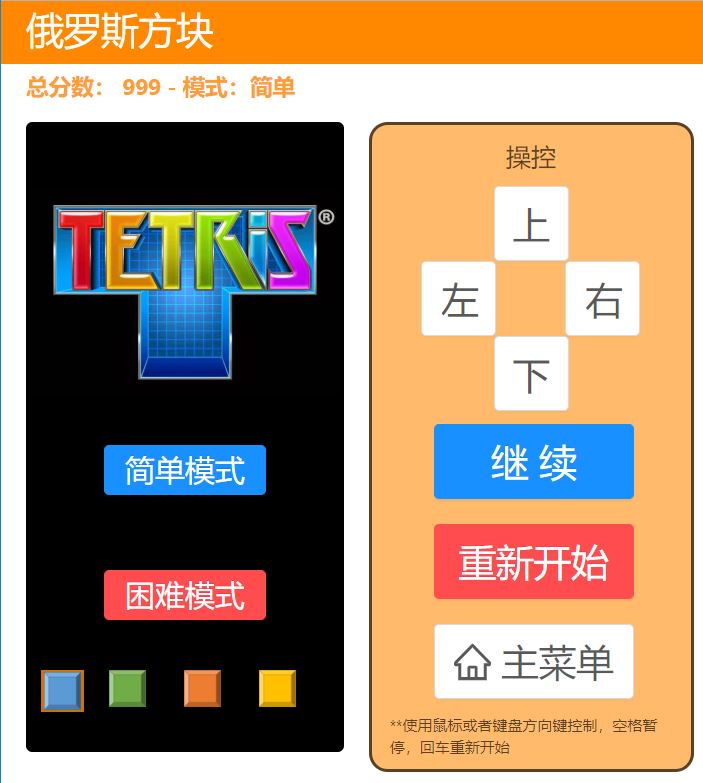 俄罗斯方块
总分数： 999 - 模式：简单
TETRiS®
简单模式
困难模式
操控
上
左 右
下
继 续
重新开始
主菜单
**使用鼠标或者键盘方向键控制，空格暂
停，回车重新开始